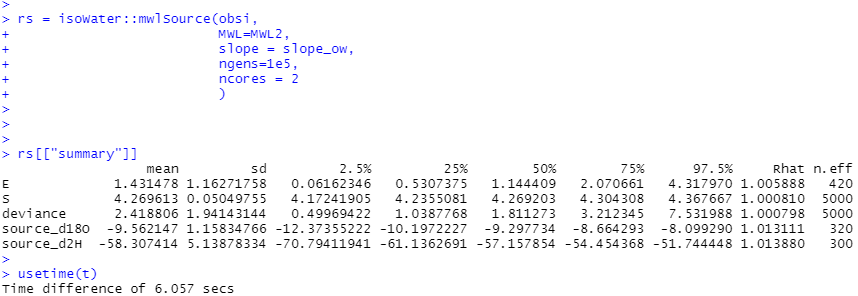 >
> rs = isoWater::mwlSource(obsi,
+ MWL=MWL2,
+ slope = slope_ow,
+ ngens=1e5,
+ ncores = 2
+ )
>
>
>
> rs[["summary"]]
mean sd 2.5% 25% 50% 75% 97.5% Rhat n.eff
E 1.431478 1.16271758 0.06162346 0.5307375 1.144409 2.070661 4.317970 1.005888 420
S 4.269613 0.05049755 4.17241905 4.2355081 4.269203 4.304308 4.367667 1.000810 5000
deviance 2.418806 1.94143144 0.49969422 1.0387768 1.811273 3.212345 7.531988 1.000798 5000
source_d18O -9.562147 1.15834766 -12.37355222 -10.1972227 -9.297734 -8.664293 -8.099290 1.013111 320
source_d2H -58.307414 5.13878334 -70.79411941 -61.1362691 -57.157854 -54.454368 -51.744448 1.013880 300
>
> usetime(t)
Time difference of 6.057 secs